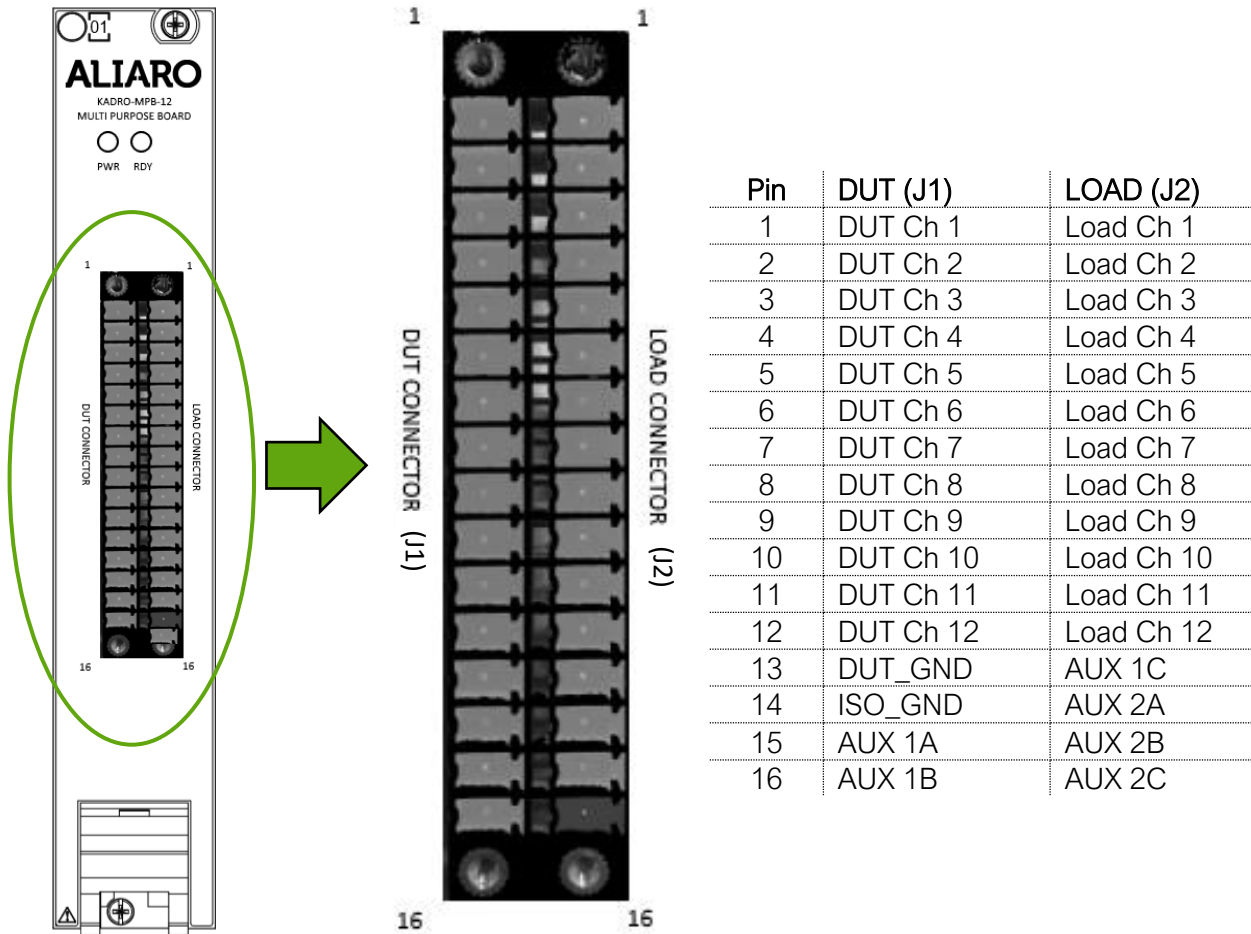 01
ALIARO
KADRO-MPB-12
MULTI PURPOSE BOARD
PWR RDY
1 1
DUT CONNECTOR
LOAD CONNECTOR
16 16
1 1
DUT CONNECTOR (J1)
LOAD CONNECTOR (J2)
16 16
Pin DUT (J1) LOAD (J2)
1 DUT Ch 1 Load Ch 1
2 DUT Ch 2 Load Ch 2
3 DUT Ch 3 Load Ch 3
4 DUT Ch 4 Load Ch 4
5 DUT Ch 5 Load Ch 5
6 DUT Ch 6 Load Ch 6
7 DUT Ch 7 Load Ch 7
8 DUT Ch 8 Load Ch 8
9 DUT Ch 9 Load Ch 9
10 DUT Ch 10 Load Ch 10
11 DUT Ch 11 Load Ch 11
12 DUT Ch 12 Load Ch 12
13 DUT_GND AUX 1C
14 ISO_GND AUX 2A
15 AUX 1A AUX 2B
16 AUX 1B AUX 2C